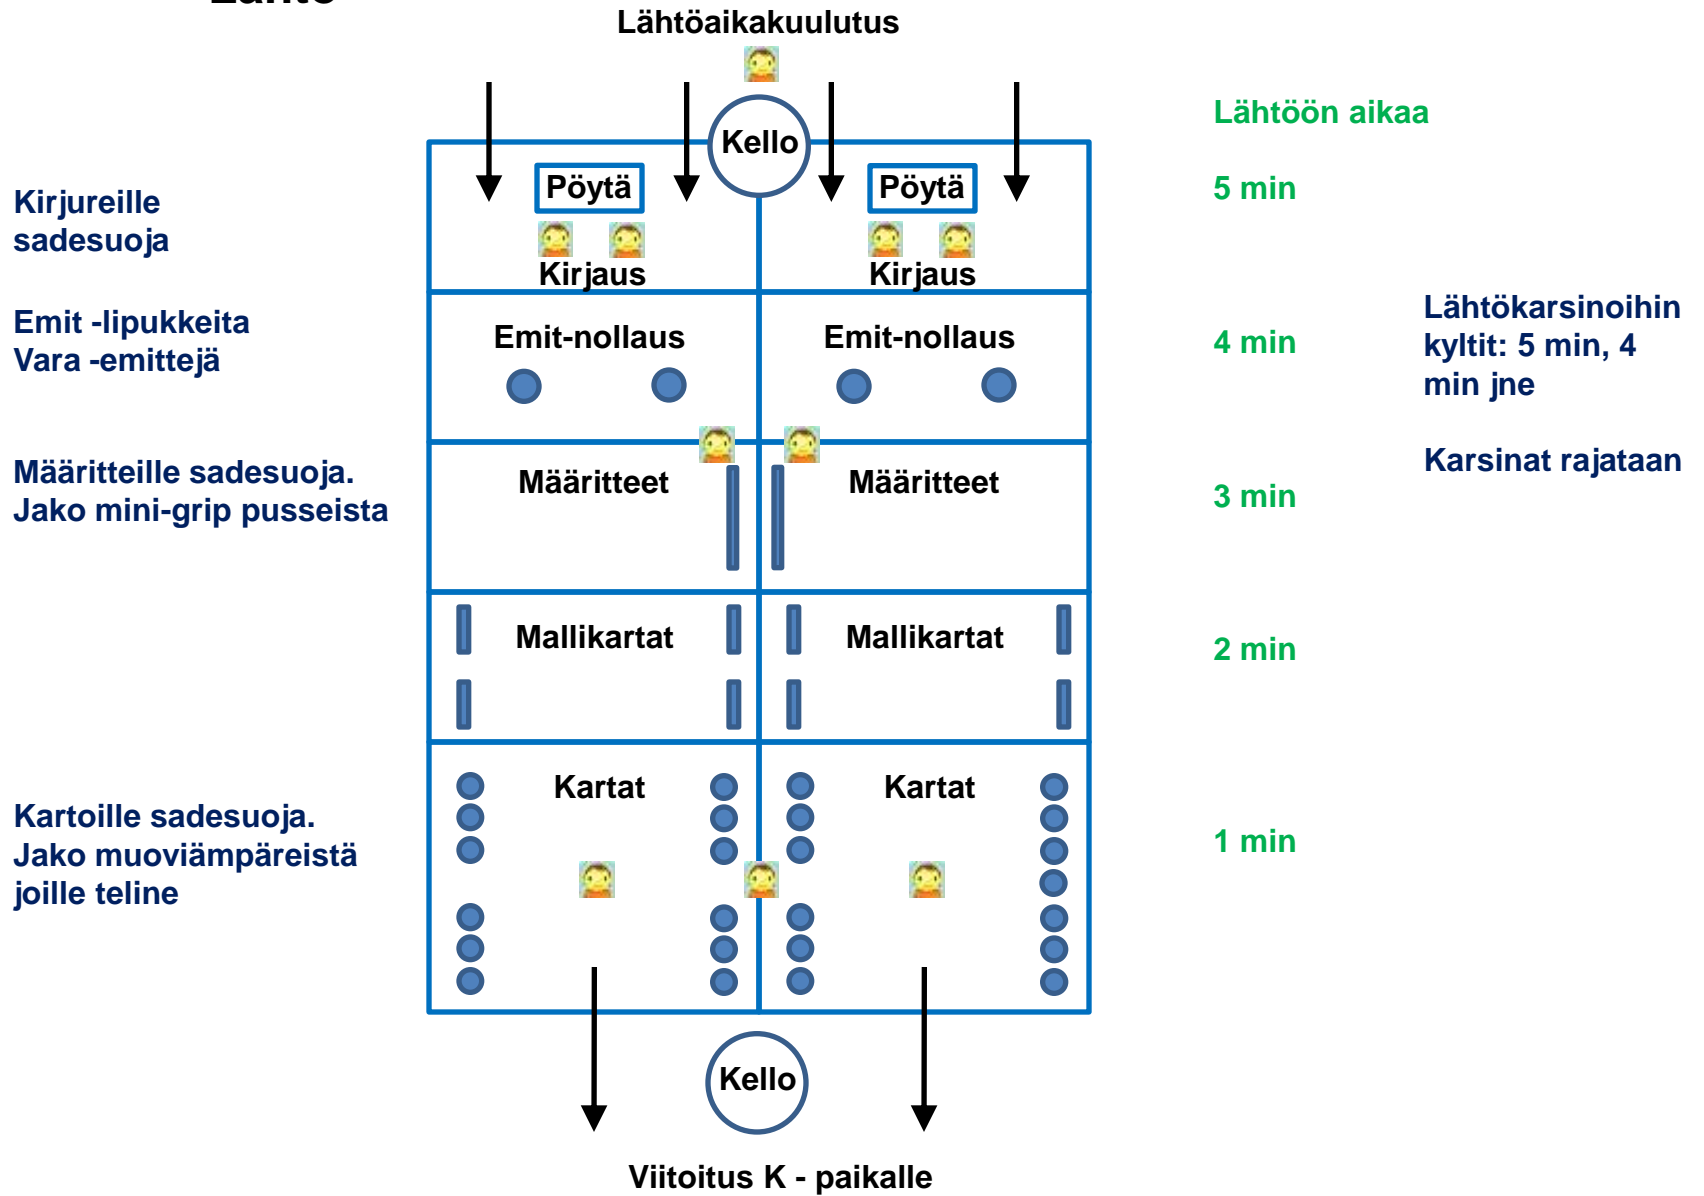 Lähtöaikakuulutus
Kello
Lähtöön aikaa
Pöytä
Pöytä
5 min
Kirjureille
sadesuoja
Kirjaus
Kirjaus
Emit -lipukkeita
Vara -emittejä
Emit-nollaus
Emit-nollaus
4 min
Lähtökarsinoihin
kyltit: 5 min, 4
min jne
Määritteille sadesuoja.
Jako mini-grip pusseista
Määritteet
Määritteet
3 min
Karsinat rajataan
Mallikartat
Mallikartat
2 min
Kartat
Kartat
Kartoille sadesuoja.
Jako muoviämpäreistä
joille teline
1 min
Kello
Viitoitus K - paikalle